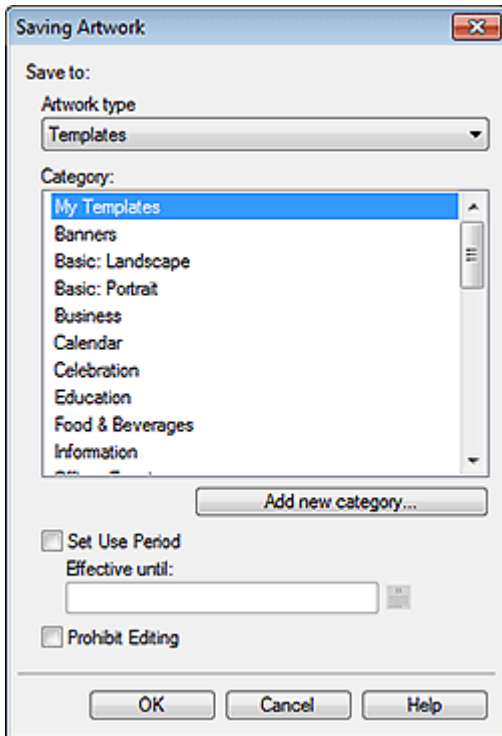 Saving Artwork
Save to:
Artwork type
Templates
Category:
My Templates
Banners
Basic: Landscape
Basic: Portrait
Business
Calendar
Celebration
Education
Food & Beverages
Information
Set Use Period
Effective until:
Prohibit Editing
Add new category...
OK Cancel Help